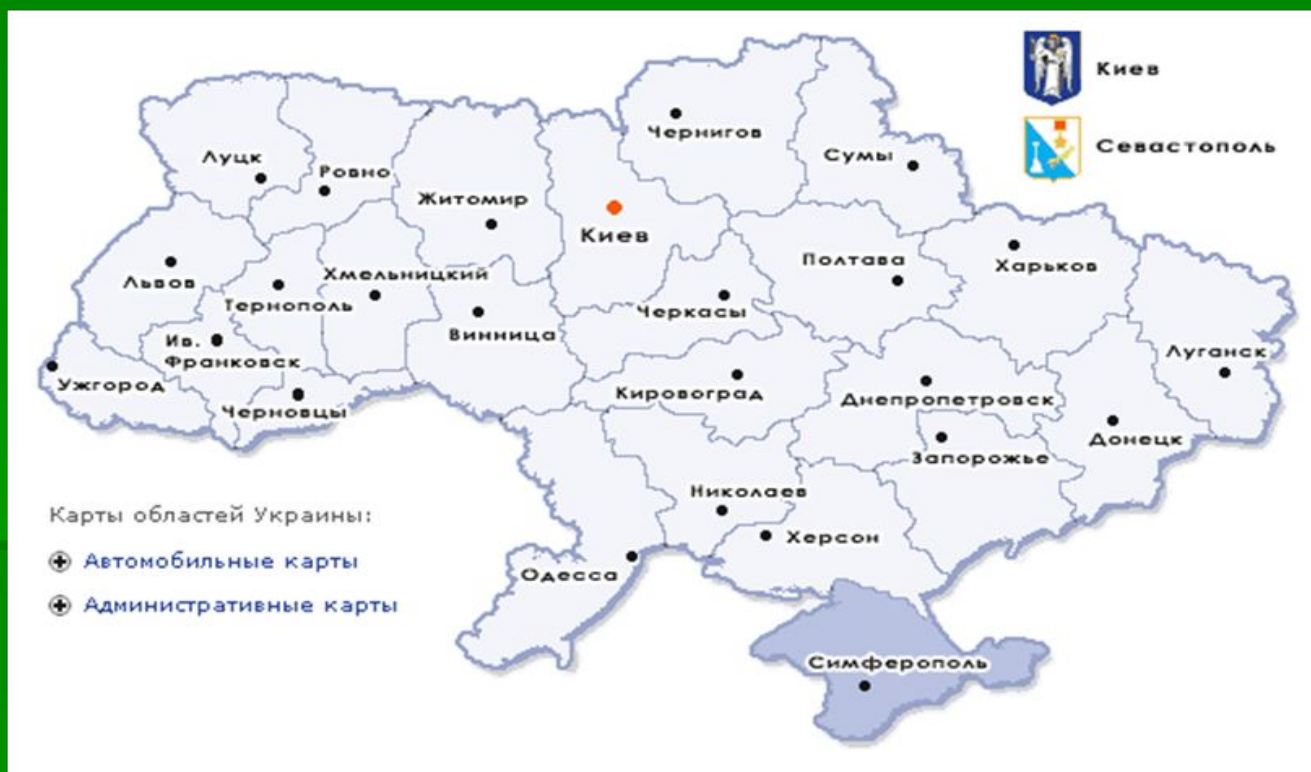 Киев
Севастополь
Чернигов
Сумы
Луцк
Ровно
Житомир
Киев
Львов
Тернополь
Хмельницкий
Винница
Черкасы
Полтава
Харьков
Ив.
Франковск
Ужгород
Черновцы
Кировоград
Днепропетровск
Луганск
Донецк
Запорожье
Николаев
Херсон
Одесса
Симферополь
Карты областей Украины:
Автомобильные карты
Административные карты